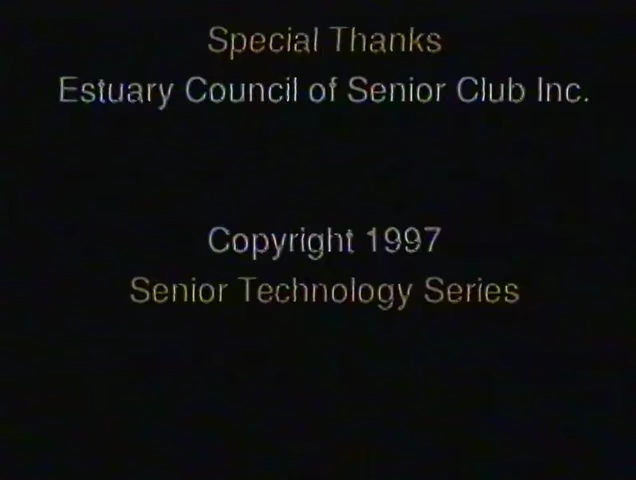 Special Thanks
Estuary Council of Senior Club Inc.
Copyright 1997
Senior Technology Series